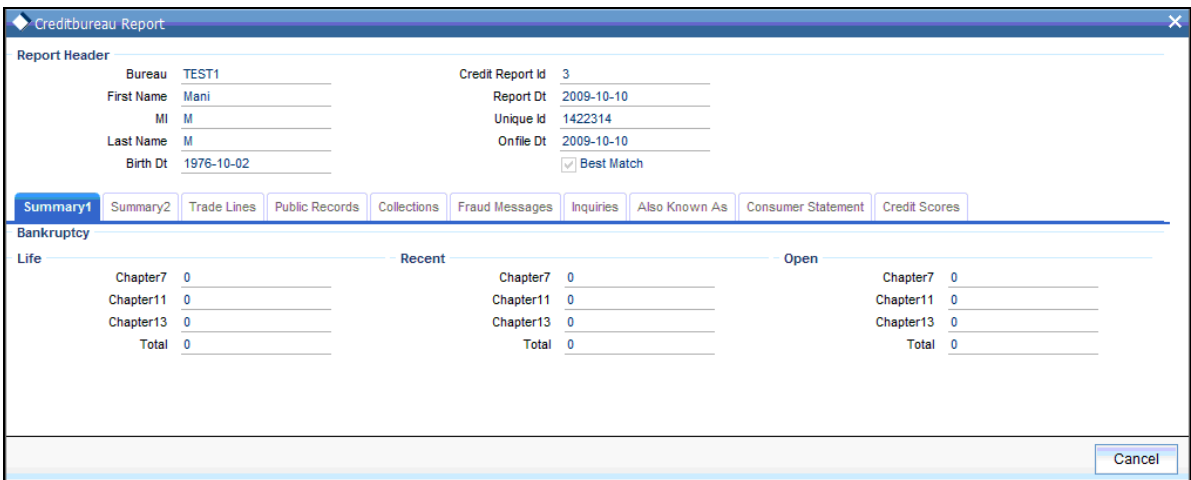 Creditbureau Report
Report Header
Bureau TEST1 Credit Report Id 3
First Name Mani Report Dt 2009-10-10
MI M Unique Id 1422314
Last Name M Onfile Dt 2009-10-10
Birth Dt 1976-10-02 Best Match
Summary1 Summary2 Trade Lines Public Records Collections Fraud Messages Inquiries Also Known As Consumer Statement Credit Scores
Bankruptcy
Life Recent Open
Chapter7 0 Chapter7 0 Chapter7 0
Chapter11 0 Chapter11 0 Chapter11 0
Chapter13 0 Chapter13 0 Chapter13 0
Total 0 Total 0 Total 0
Cancel